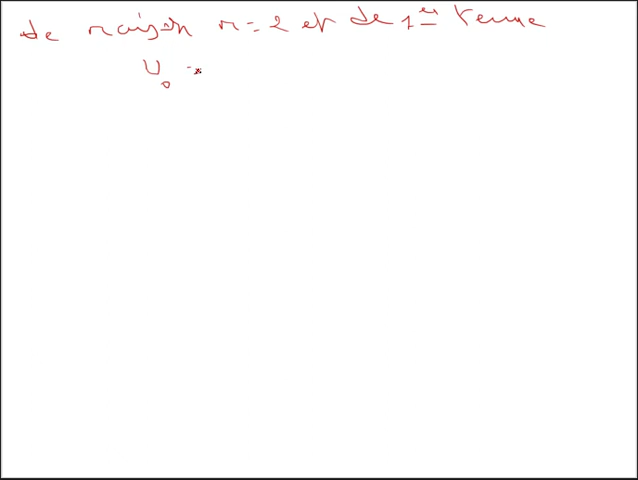 de raison r = 2 et de 1er terme
U0 =